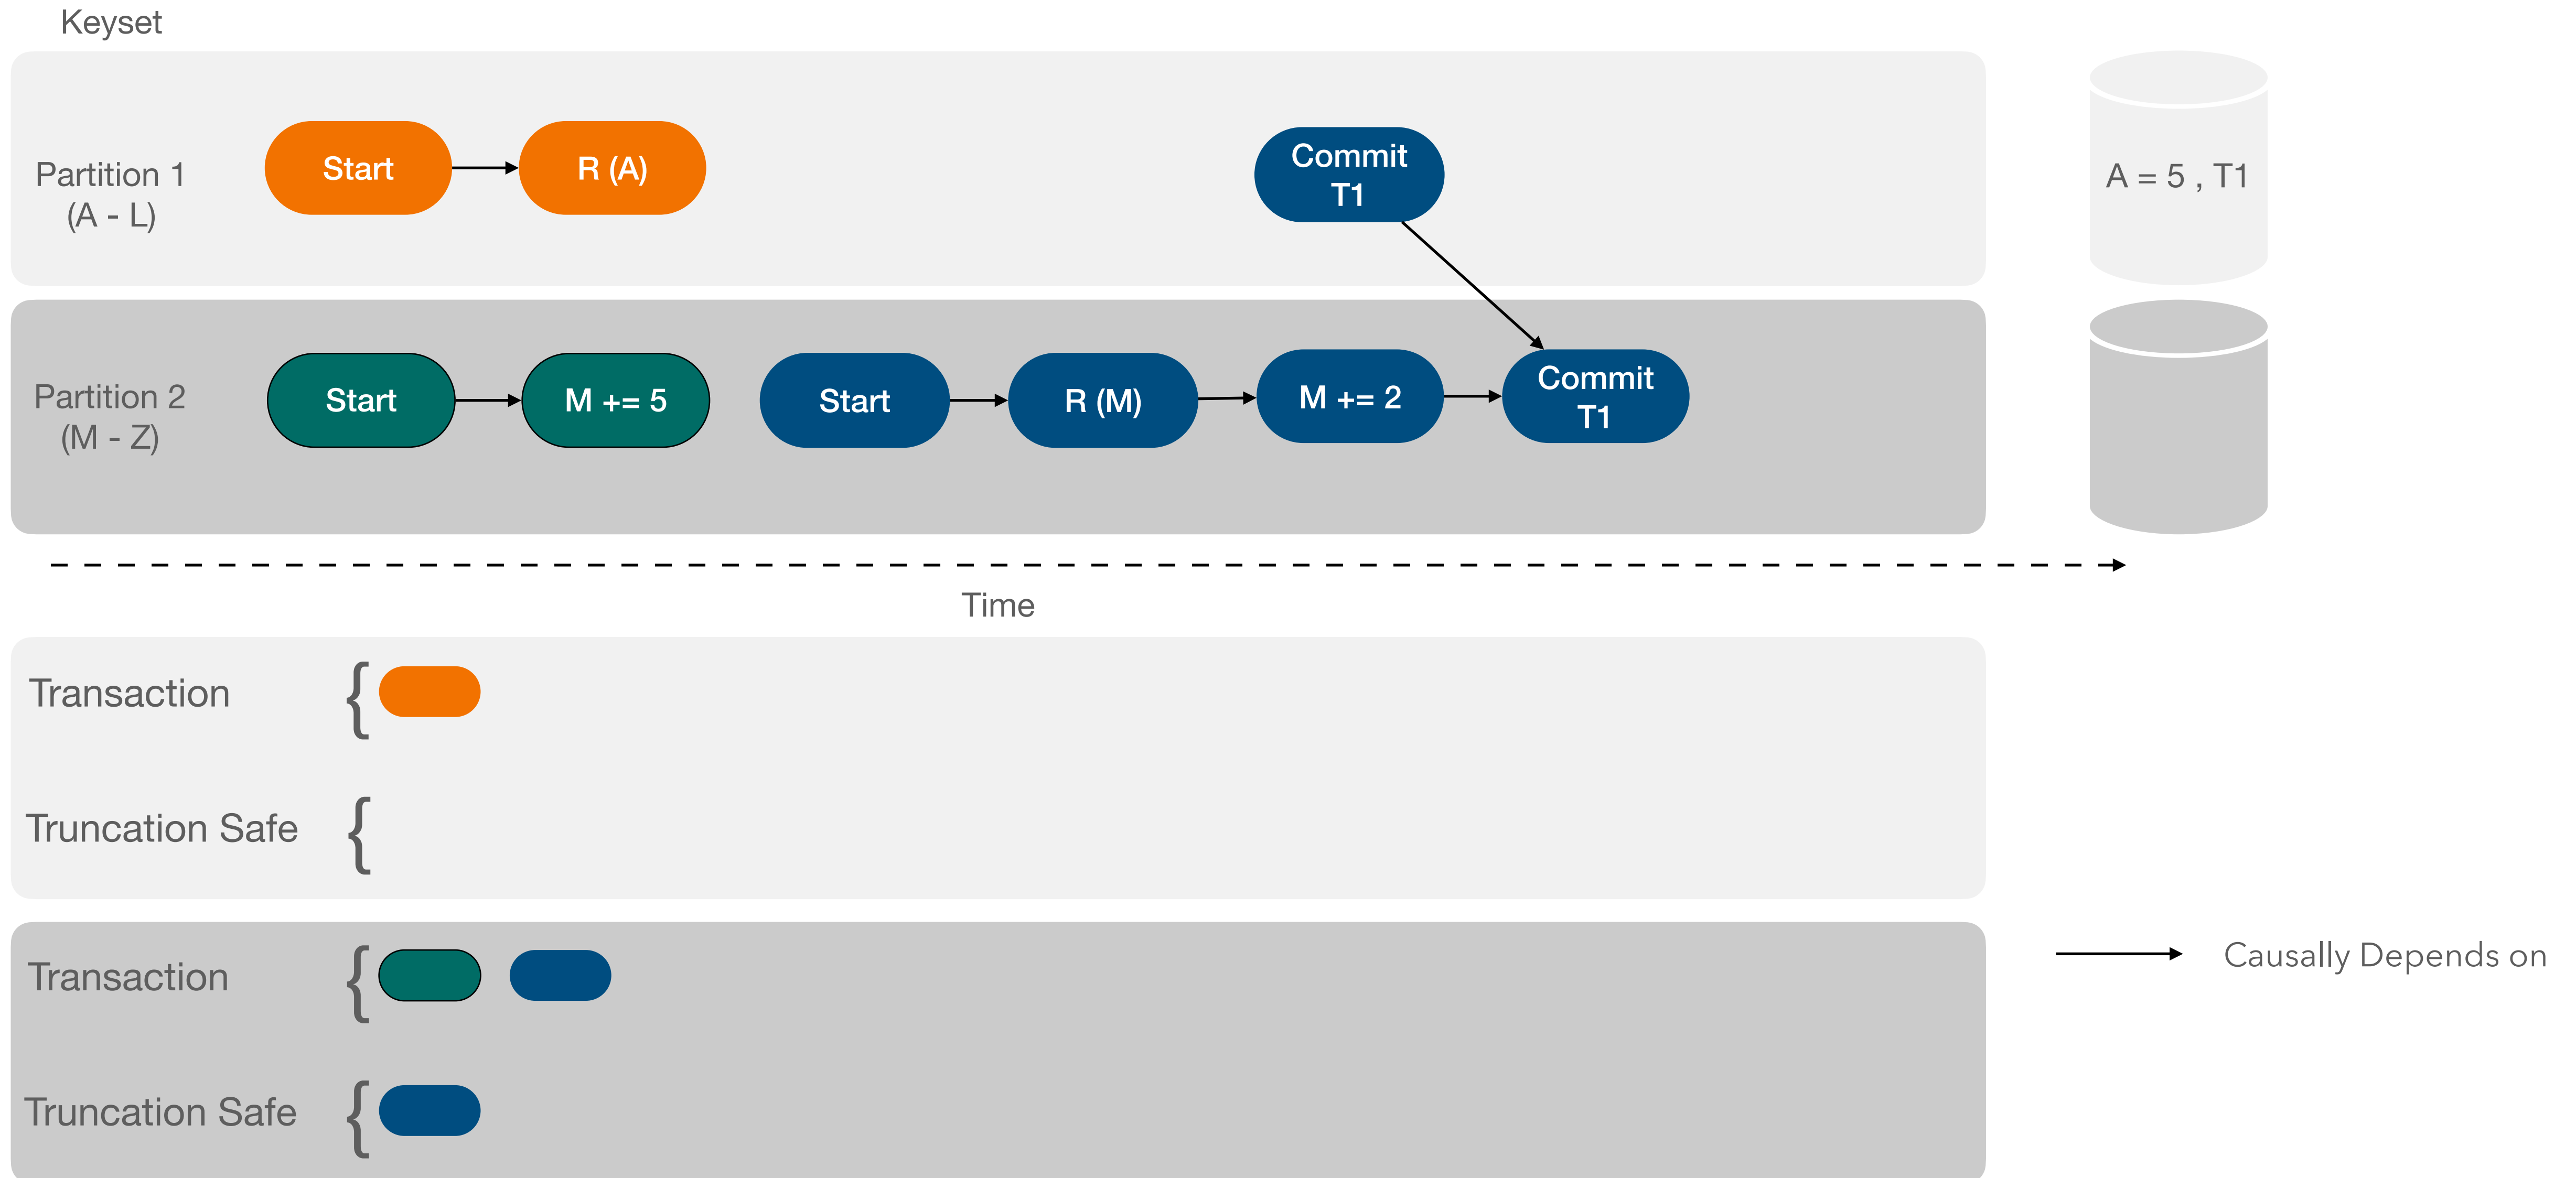 Keyset
Partition 1
(A - L)
Start
R (A)
Commit
T1
A = 5 , T1
Partition 2
(M - Z)
Start
M += 5
Start
R (M)
M += 2
Commit
T1
Time
Transaction
{
Truncation Safe
{
Transaction
{
Truncation Safe
{
Causally Depends on